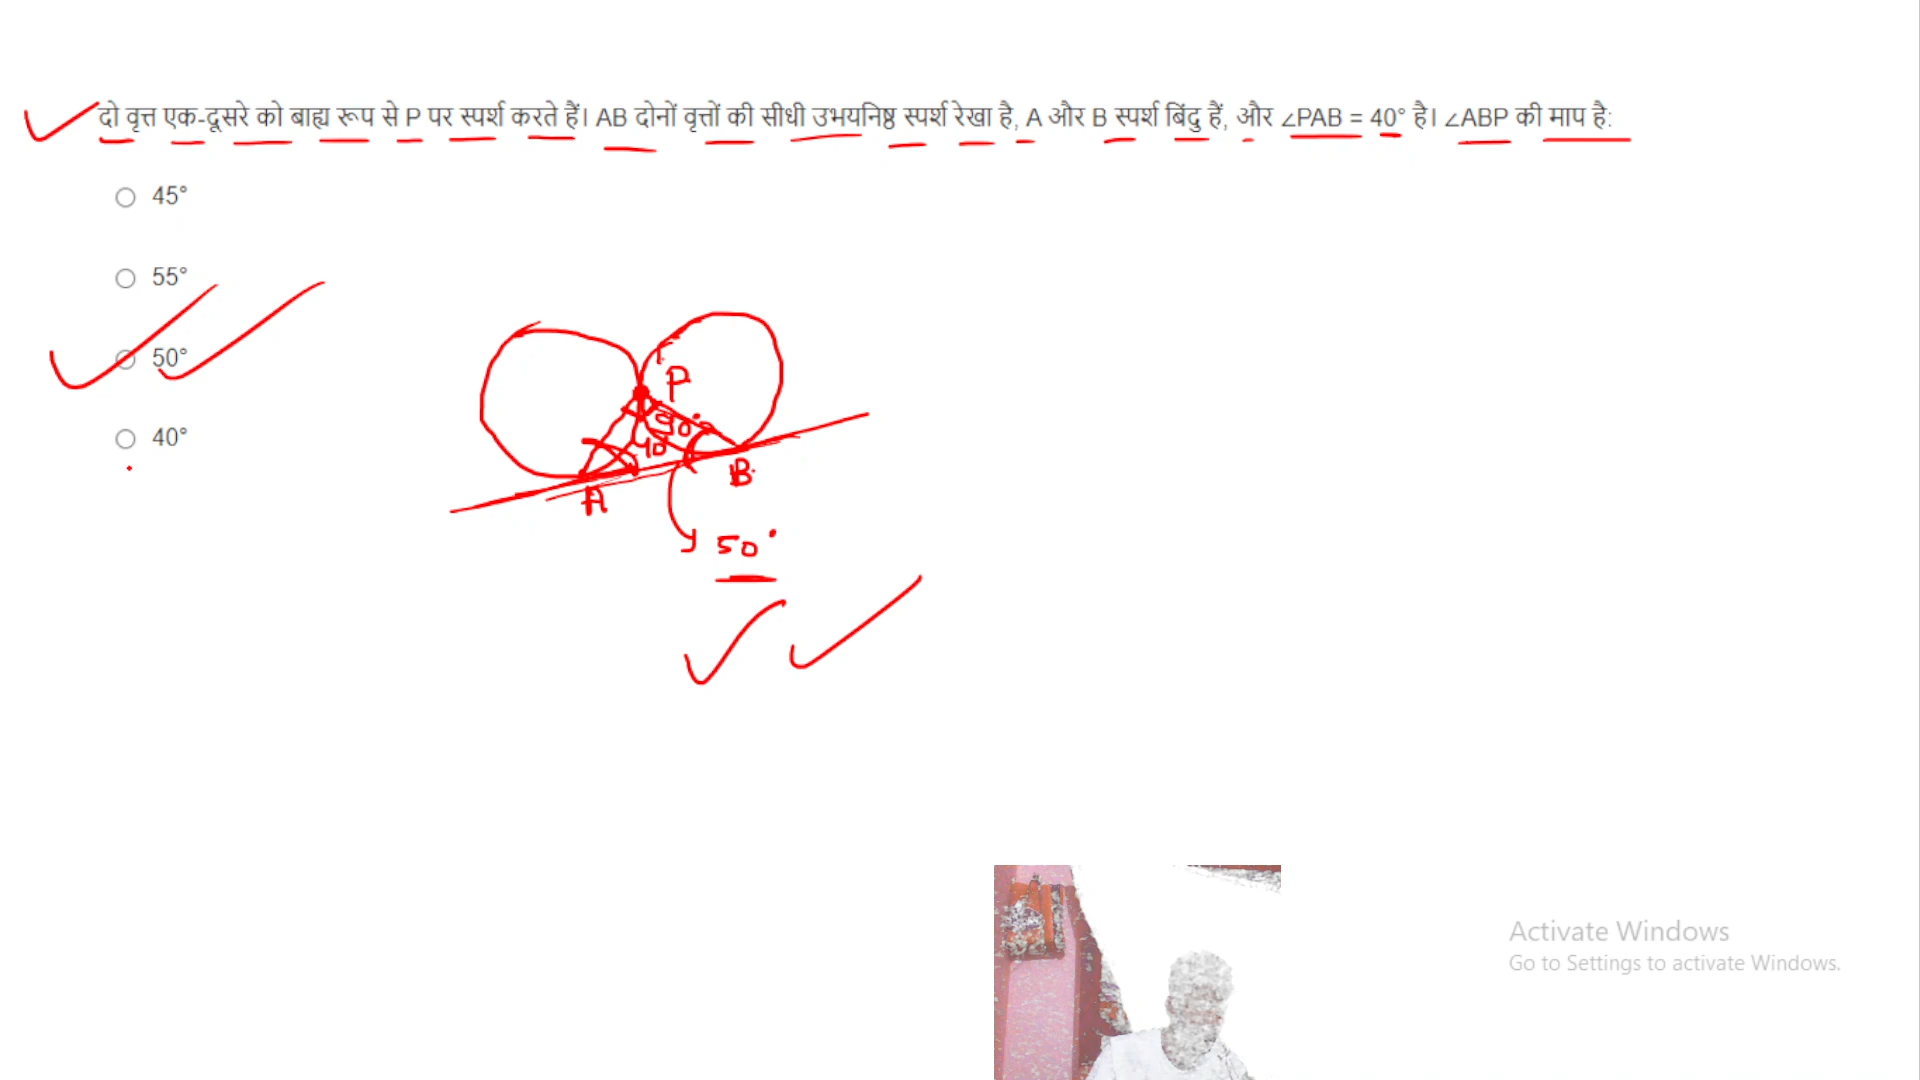 दो वृत्त एक-दूसरे को बाह्य रूप से P पर स्पर्श करते हैं। AB दोनों वृत्तों की सीधी उभयनिष्ठ स्पर्श रेखा है, A और B स्पर्श बिंदु हैं, और ∠PAB = 40° है। ∠ABP की माप है:
45°
55°
50°
40°
P
90°
40
B
A
50°
Activate Windows
Go to Settings to activate Windows.